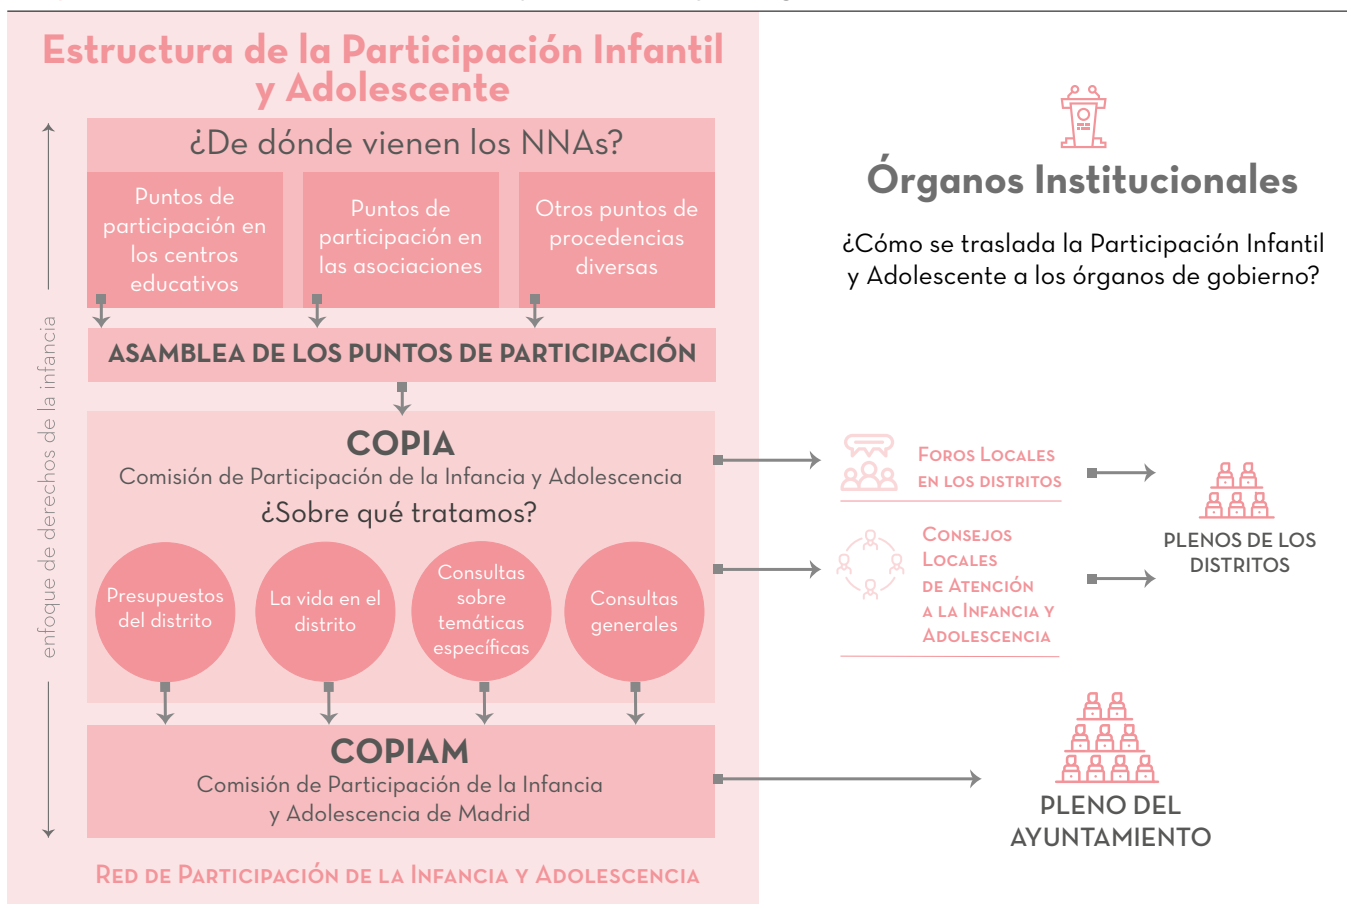 Estructura de la Participación Infantil
y Adolescente
¿De dónde vienen los NNAs?
Puntos de
participación en
los centros
educativos
Puntos de
participación en
las asociaciones
Otros puntos de
procedencias
diversas
ASAMBLEA DE LOS PUNTOS DE PARTICIPACIÓN
COPIA
Comisión de Participación de la Infancia y Adolescencia
¿Sobre qué tratamos?
Presupuestos
del distrito
La vida en el
distrito
Consultas
sobre
temáticas
específicas
Consultas
generales
COPIAM
Comisión de Participación de la Infancia
y Adolescencia de Madrid
Red de Participación de la Infancia y Adolescencia
enfoque de derechos de la infancia
Órganos Institucionales
¿Cómo se traslada la Participación Infantil
y Adolescente a los órganos de gobierno?
Foros Locales
en los distritos
Consejos
Locales
de Atención
a la Infancia y
Adolescencia
PLENOS DE LOS
DISTRITOS
PLENO DEL
AYUNTAMIENTO